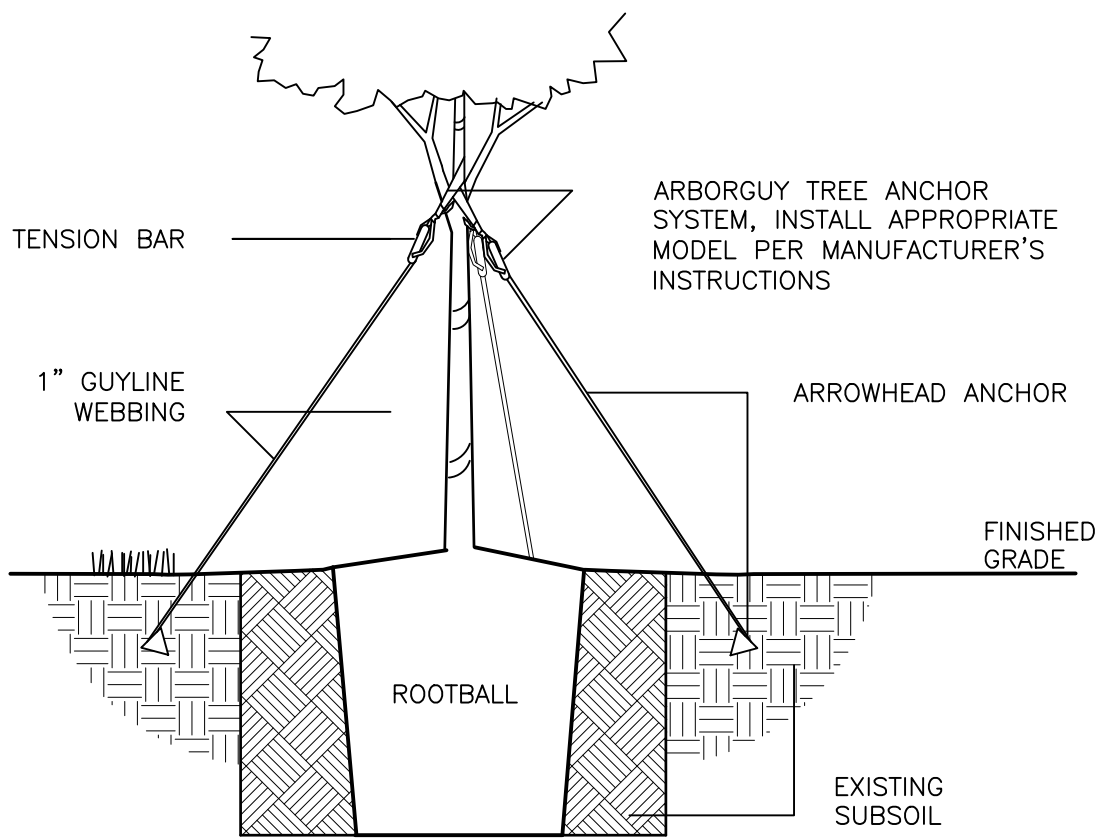 TENSION BAR
ARBORGUY TREE ANCHOR
SYSTEM, INSTALL APPROPRIATE
MODEL PER MANUFACTURER'S
INSTRUCTIONS
1" GUYLINE
WEBBING
ARROWHEAD ANCHOR
FINISHED
GRADE
ROOTBALL
EXISTING
SUBSOIL